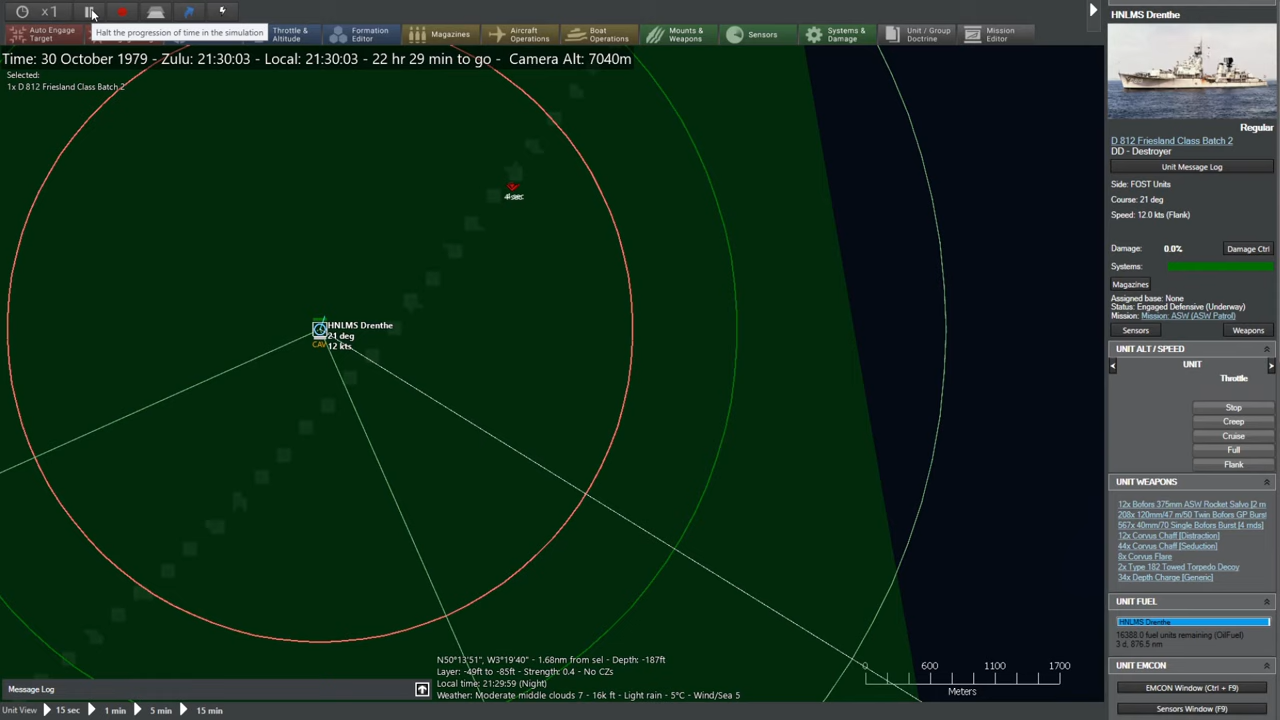 x1
Halt the progression of time in the simulation
Auto Engage Target
Throttle & Altitude
Formation Editor
Magazines
Aircraft Operations
Boat Operations
Mounts & Weapons
Sensors
Systems & Damage
Unit / Group Doctrine
Mission Editor
Time: 30 October 1979 - Zulu: 21:30:03 - Local: 21:30:03 - 22 hr 29 min to go - Camera Alt: 7040m
Selected:
1x D 812 Friesland Class Batch 2
HNLMS Drenthe
21 deg
12 kts
N50°13'51", W3°19'40" - 1.68nm from sel - Depth: -187ft
Layer: -49ft to -85ft - Strength: 0.4 - No CZs
Local time: 21:29:59 (Night)
Weather: Moderate middle clouds 7 - 16k ft - Light rain - 5°C - Wind/Sea 5
0 600 1100 1700
Meters
Message Log
Unit View 15 sec 1 min 5 min 15 min
HNLMS Drenthe
Regular
D 812 Friesland Class Batch 2
DD - Destroyer
Unit Message Log
Side: FOST Units
Course: 21 deg
Speed: 12.0 kts (Flank)
Damage: 0.0% Damage Ctrl
Systems:
Magazines
Assigned base: None
Status: Engaged Defensive (Underway)
Mission: Mission: ASW (ASW Patrol)
Sensors Weapons
UNIT ALT / SPEED
UNIT
Throttle
Stop
Creep
Cruise
Full
Flank
UNIT WEAPONS
12x Bofors 375mm ASW Rocket Salvo [2 m
208x 120mm/47 m/50 Twin Bofors GP Burst
567x 40mm/70 Single Bofors Burst [4 rnds]
12x Corvus Chaff [Distraction]
44x Corvus Chaff [Seduction]
8x Corvus Flare
2x Type 182 Towed Torpedo Decoy
34x Depth Charge [Generic]
UNIT FUEL
HNLMS Drenthe
16388.0 fuel units remaining (OilFuel)
3 d, 876.5 nm
UNIT EMCON
EMCON Window (Ctrl + F9)
Sensors Window (F9)